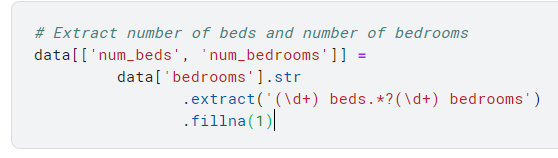 # Extract number of beds and number of bedrooms
data[['num_beds', 'num_bedrooms']] =
data['bedrooms'].str
.extract('(\d+) beds.*?(\d+) bedrooms')
.fillna(1)